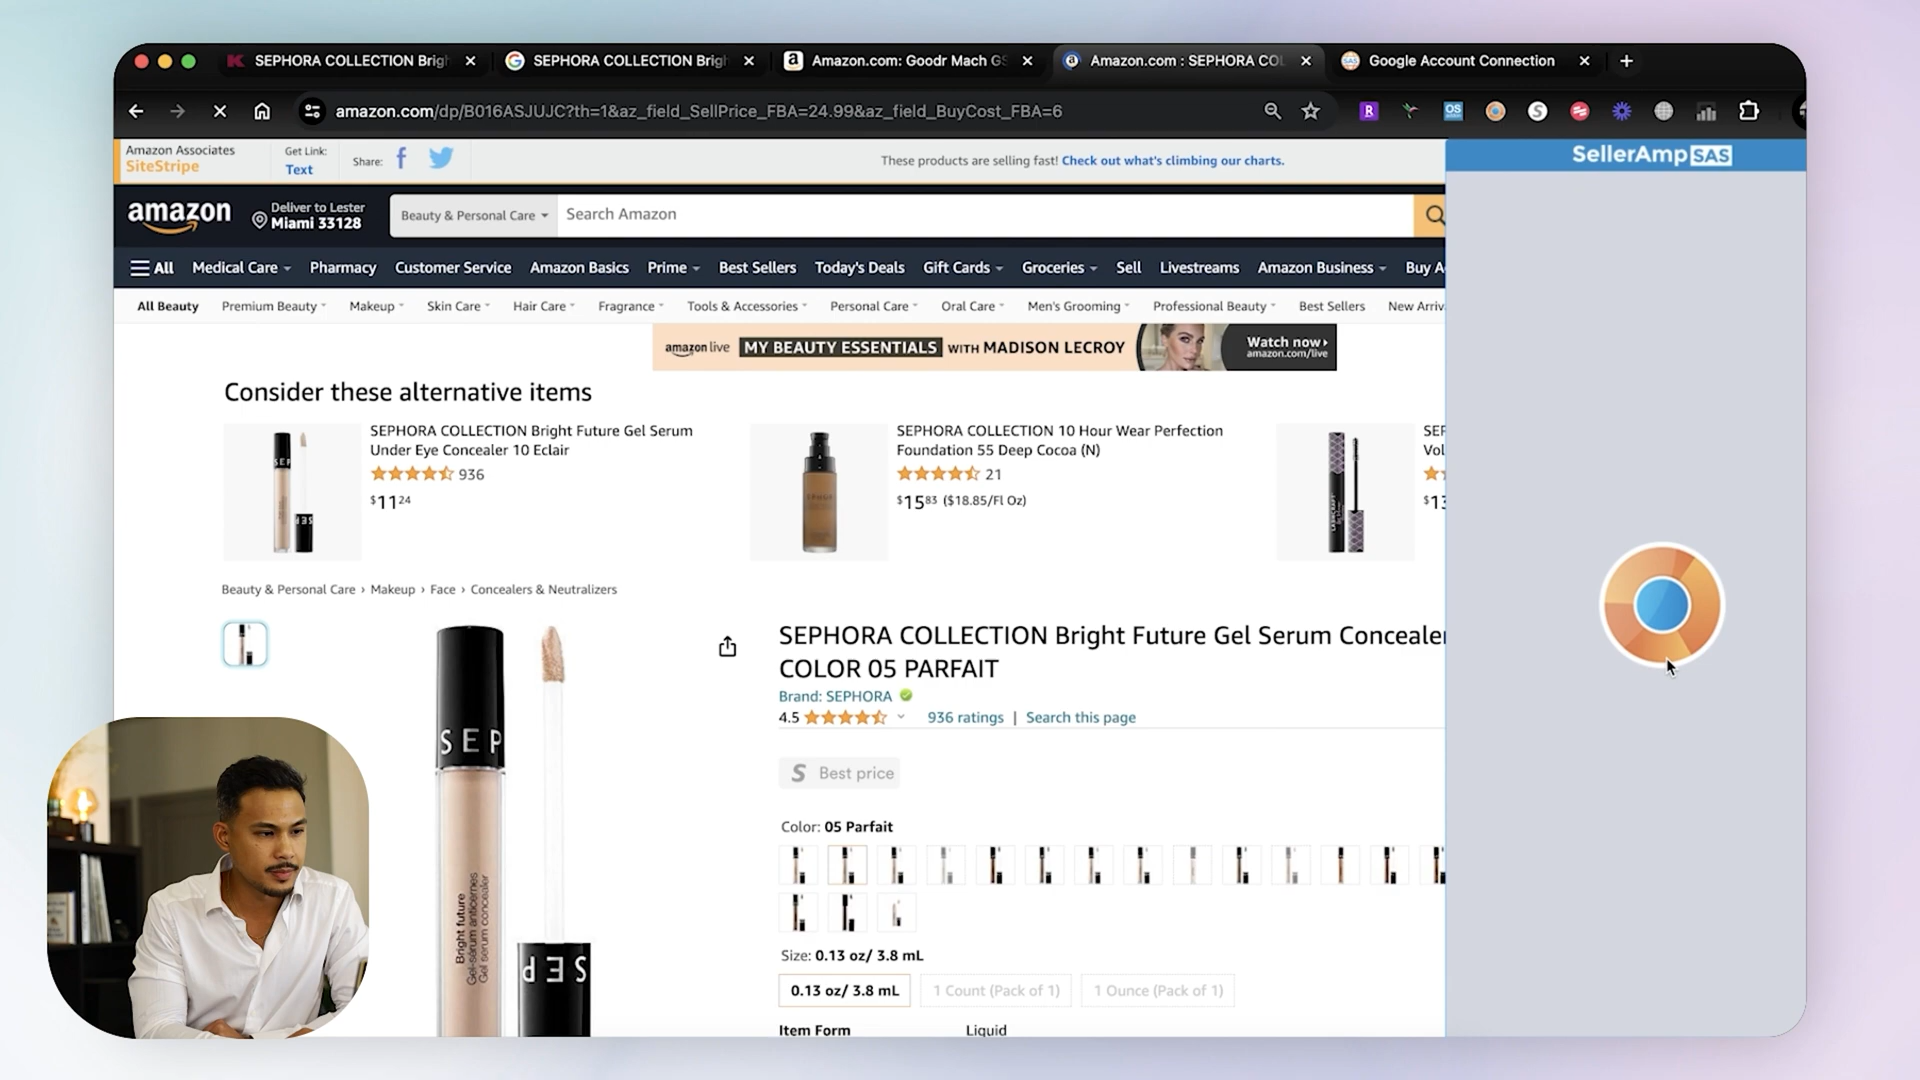 SEPHORA COLLECTION Brig
SEPHORA COLLECTION Brig
Amazon.com: Goodr Mach G
Amazon.com : SEPHORA COL
Google Account Connection
amazon.com/dp/B016ASJUJC?th=1&az_field_SellPrice_FBA=24.99&az_field_BuyCost_FBA=6
Amazon Associates
SiteStripe
Get Link:
Text
Share:
These products are selling fast! Check out what's climbing our charts.
SellerAmp SAS
amazon
Deliver to Lester
Miami 33128
Beauty & Personal Care
Search Amazon
All Medical Care Pharmacy Customer Service Amazon Basics Prime Best Sellers Today's Deals Gift Cards Groceries Sell Livestreams Amazon Business Buy A
All Beauty Premium Beauty Makeup Skin Care Hair Care Fragrance Tools & Accessories Personal Care Oral Care Men's Grooming Professional Beauty Best Sellers New Arriv
amazon live MY BEAUTY ESSENTIALS WITH MADISON LECROY
Watch now
amazon.com/live
Consider these alternative items
SEPHORA COLLECTION Bright Future Gel Serum
Under Eye Concealer 10 Eclair
936
$11 24
SEPHORA COLLECTION 10 Hour Wear Perfection
Foundation 55 Deep Cocoa (N)
21
$15 83 ($18.85/Fl Oz)
SEP
Vol
$13
Beauty & Personal Care › Makeup › Face › Concealers & Neutralizers
SEPHORA COLLECTION Bright Future Gel Serum Concealer
COLOR 05 PARFAIT
Brand: SEPHORA
4.5 936 ratings | Search this page
S Best price
Color: 05 Parfait
Size: 0.13 oz/ 3.8 mL
0.13 oz/ 3.8 mL
1 Count (Pack of 1)
1 Ounce (Pack of 1)
Item Form Liquid
SEP
Bright future
Gel-sérum anticernes
Gel serum concealer
SEP